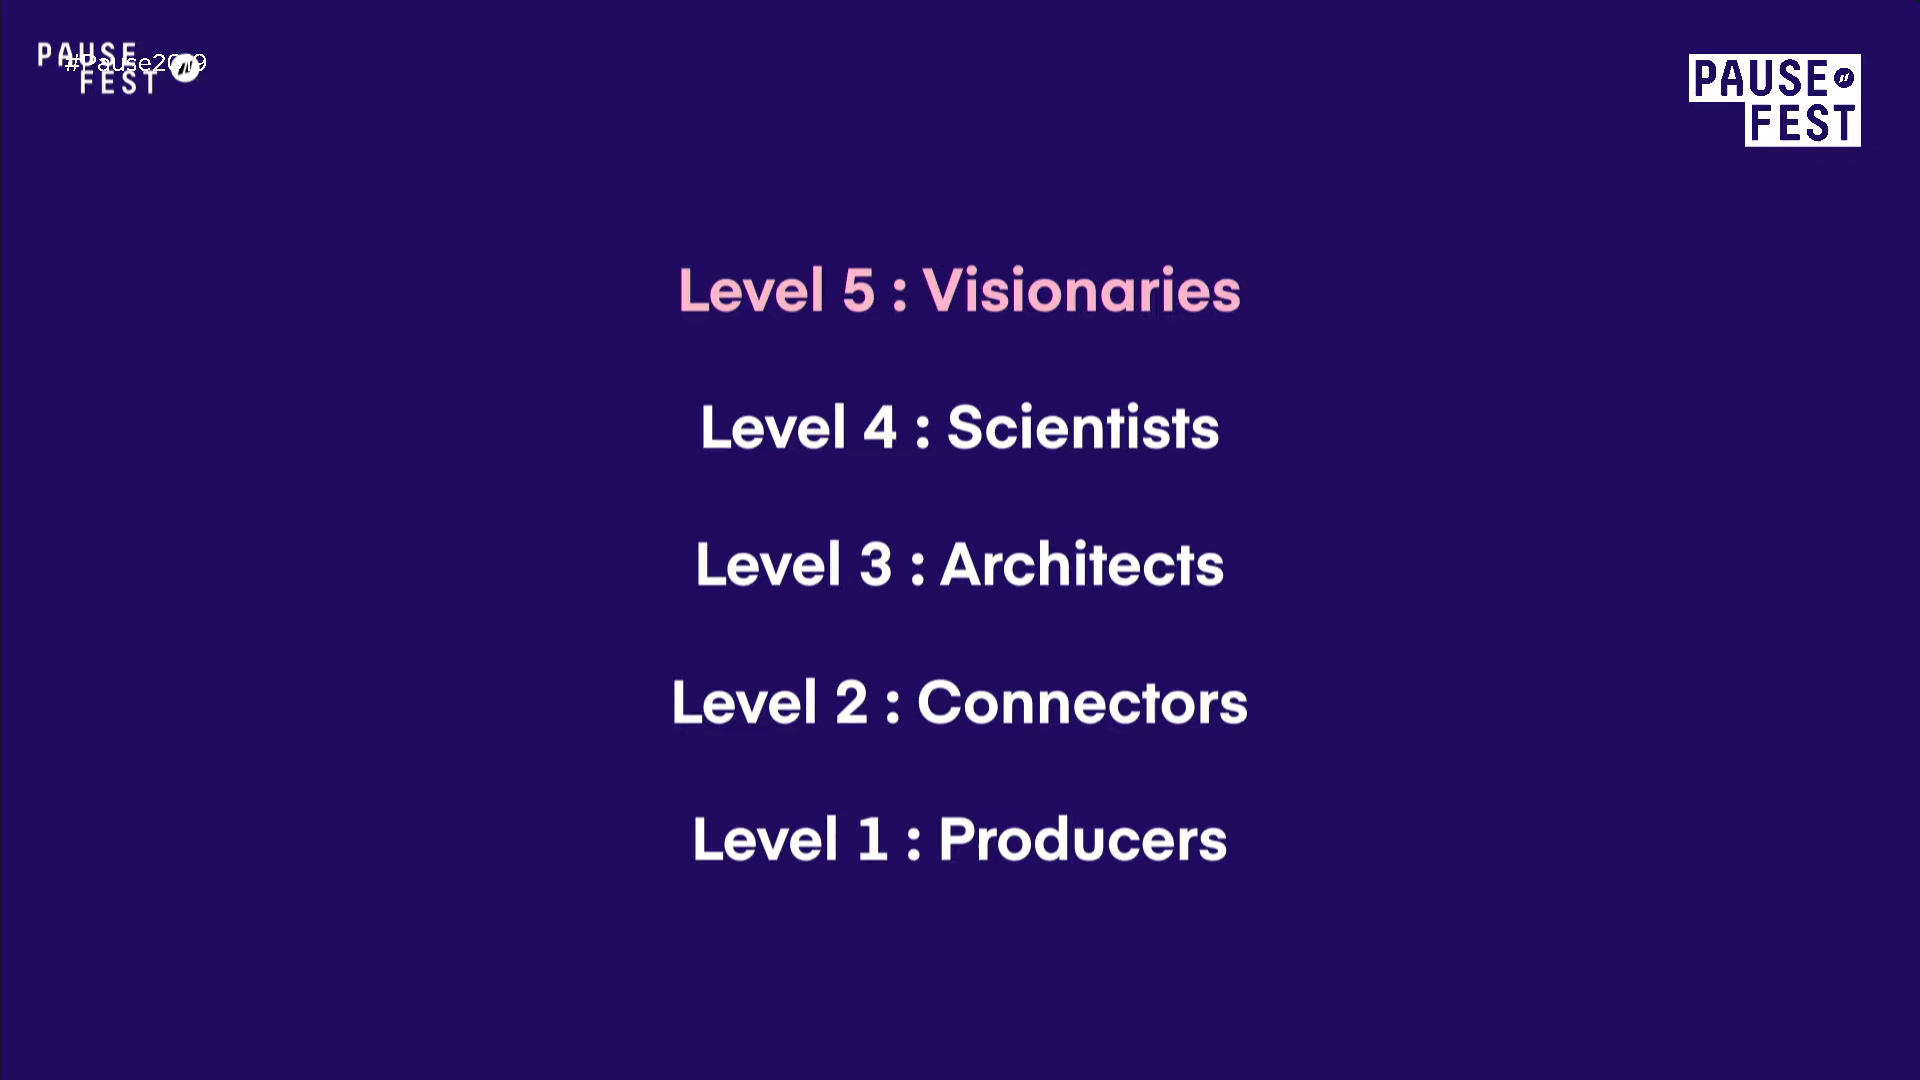 PAUSE
#Pause2019
FEST
PAUSE
FEST
Level 5 : Visionaries
Level 4 : Scientists
Level 3 : Architects
Level 2 : Connectors
Level 1 : Producers